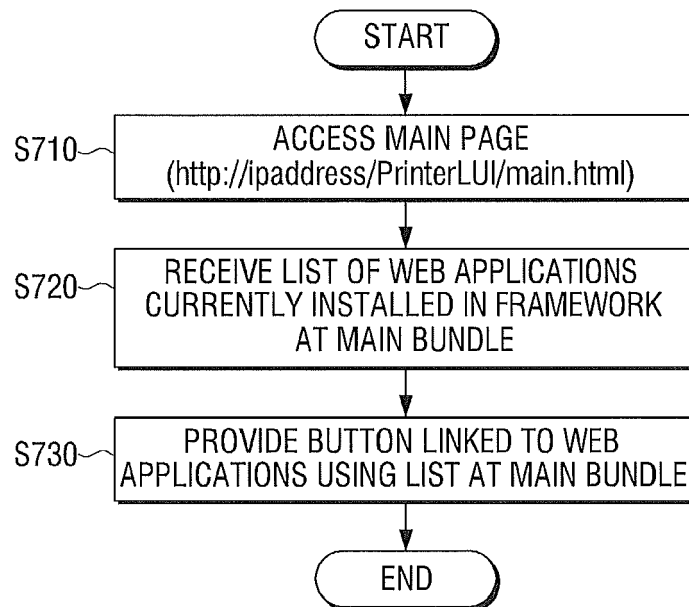 START
S710
ACCESS MAIN PAGE
(http://ipaddress/PrinterLUI/main.html)
S720
RECEIVE LIST OF WEB APPLICATIONS
CURRENTLY INSTALLED IN FRAMEWORK
AT MAIN BUNDLE
S730
PROVIDE BUTTON LINKED TO WEB
APPLICATIONS USING LIST AT MAIN BUNDLE
END